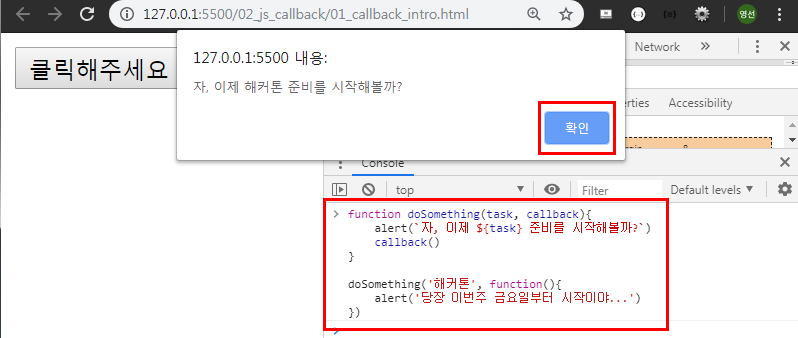 127.0.0.1:5500/02_js_callback/01_callback_intro.html
영선
클릭해주세요
127.0.0.1:5500 내용:
자, 이제 해커톤 준비를 시작해볼까?
확인
Network
erties
Accessibility
Console
top
Filter
Default levels
function doSomething(task, callback){
alert(`자, 이제 ${task} 준비를 시작해볼까?`)
callback()
}
doSomething('해커톤', function(){
alert('당장 이번주 금요일부터 시작이야...')
})